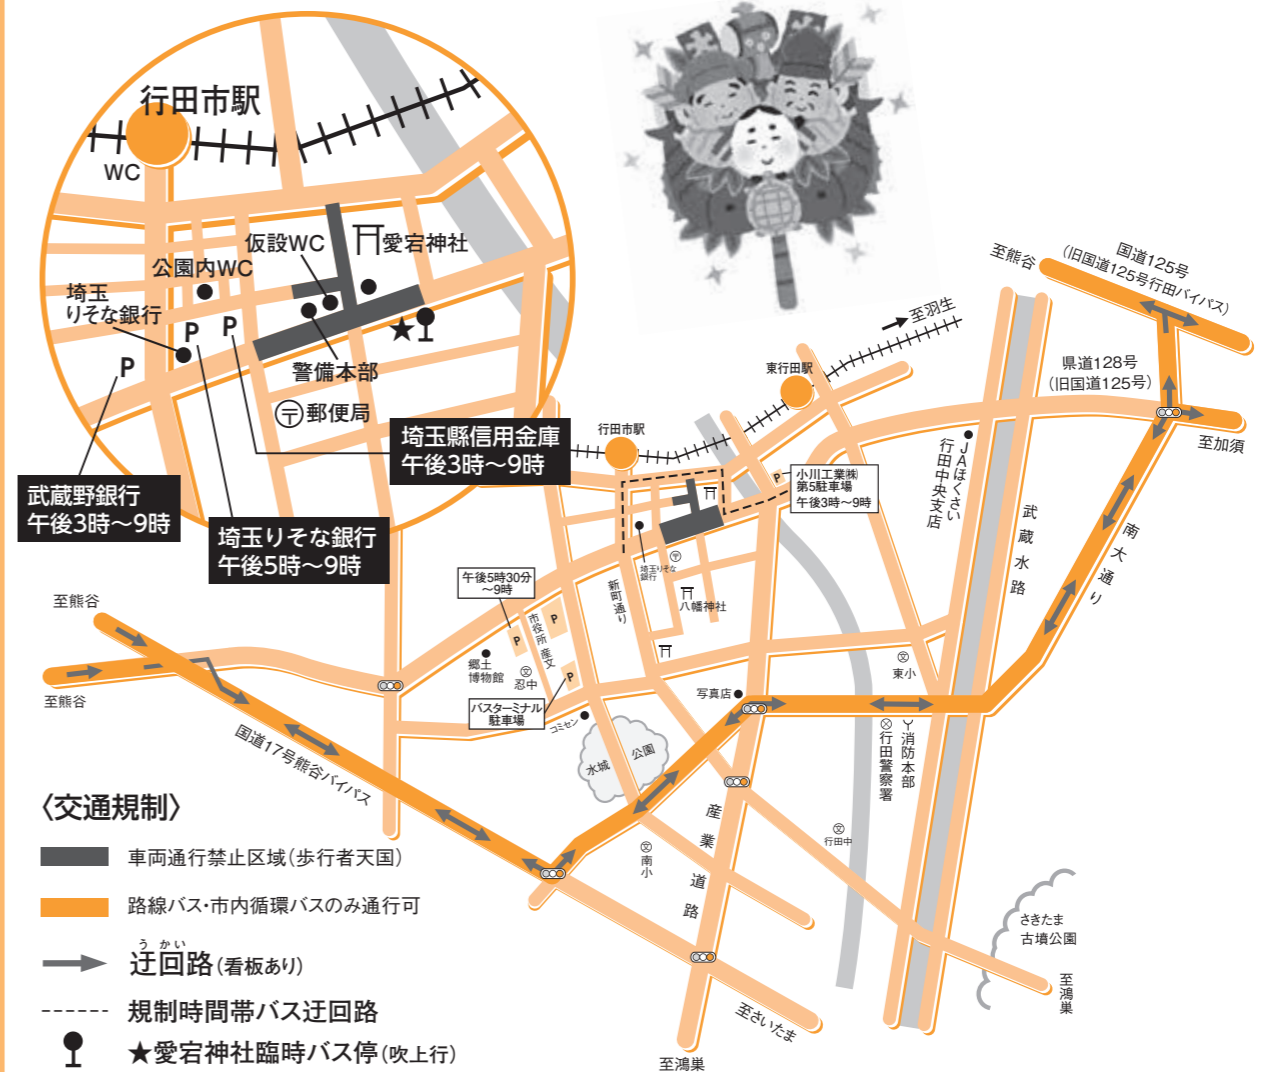 行田市駅
WC
仮設WC
愛宕神社
公園内WC
埼玉
りそな銀行
P
P
P
★
警備本部
〒郵便局
埼玉縣信用金庫
午後3時～9時
武蔵野銀行
午後3時～9時
埼玉りそな銀行
午後5時～9時
至熊谷
国道125号
(旧国道125号行田バイパス)
至羽生
東行田駅
県道128号
(旧国道125号)
至加須
行田市駅
P
小川工業㈱
第5駐車場
午後3時～9時
JAほくさい
行田中央支店
武蔵水路
南大通り
埼玉りそな
銀行
〒
八幡神社
新町通り
午後5時30分
～9時
P
P
P
市役所
産文
郷土
博物館
文
忍中
バスターミナル
駐車場
コミセン
水城
公園
写真店
文
東小
消防本部
行田警察署
至熊谷
至熊谷
国道17号熊谷バイパス
文
南小
産業道路
文
行田中
さきたま
古墳公園
至鴻巣
至さいたま
至鴻巣
〈交通規制〉
車両通行禁止区域(歩行者天国)
路線バス・市内循環バスのみ通行可
うかい
迂回路(看板あり)
規制時間帯バス迂回路
★愛宕神社臨時バス停(吹上行)